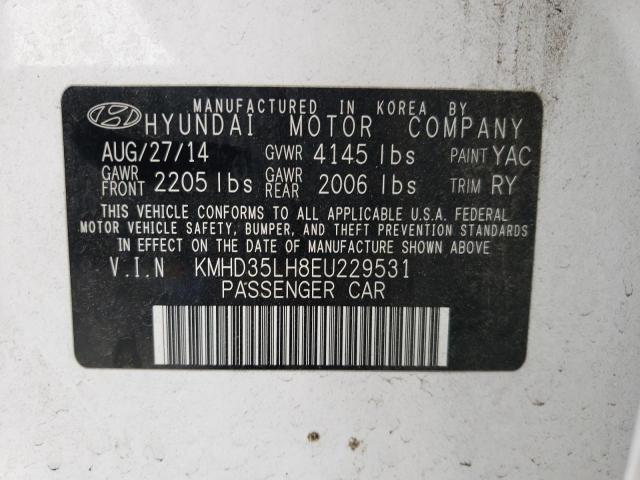 MANUFACTURED IN KOREA BY
HYUNDAI MOTOR COMPANY
AUG/27/14 GVWR 4145 lbs PAINT YAC
GAWR FRONT 2205 lbs GAWR REAR 2006 lbs TRIM RY
THIS VEHICLE CONFORMS TO ALL APPLICABLE U.S.A. FEDERAL
MOTOR VEHICLE SAFETY, BUMPER, AND THEFT PREVENTION STANDARDS
IN EFFECT ON THE DATE OF MANUFACTURE SHOWN ABOVE.
V.I.N KMHD35LH8EU229531
PASSENGER CAR